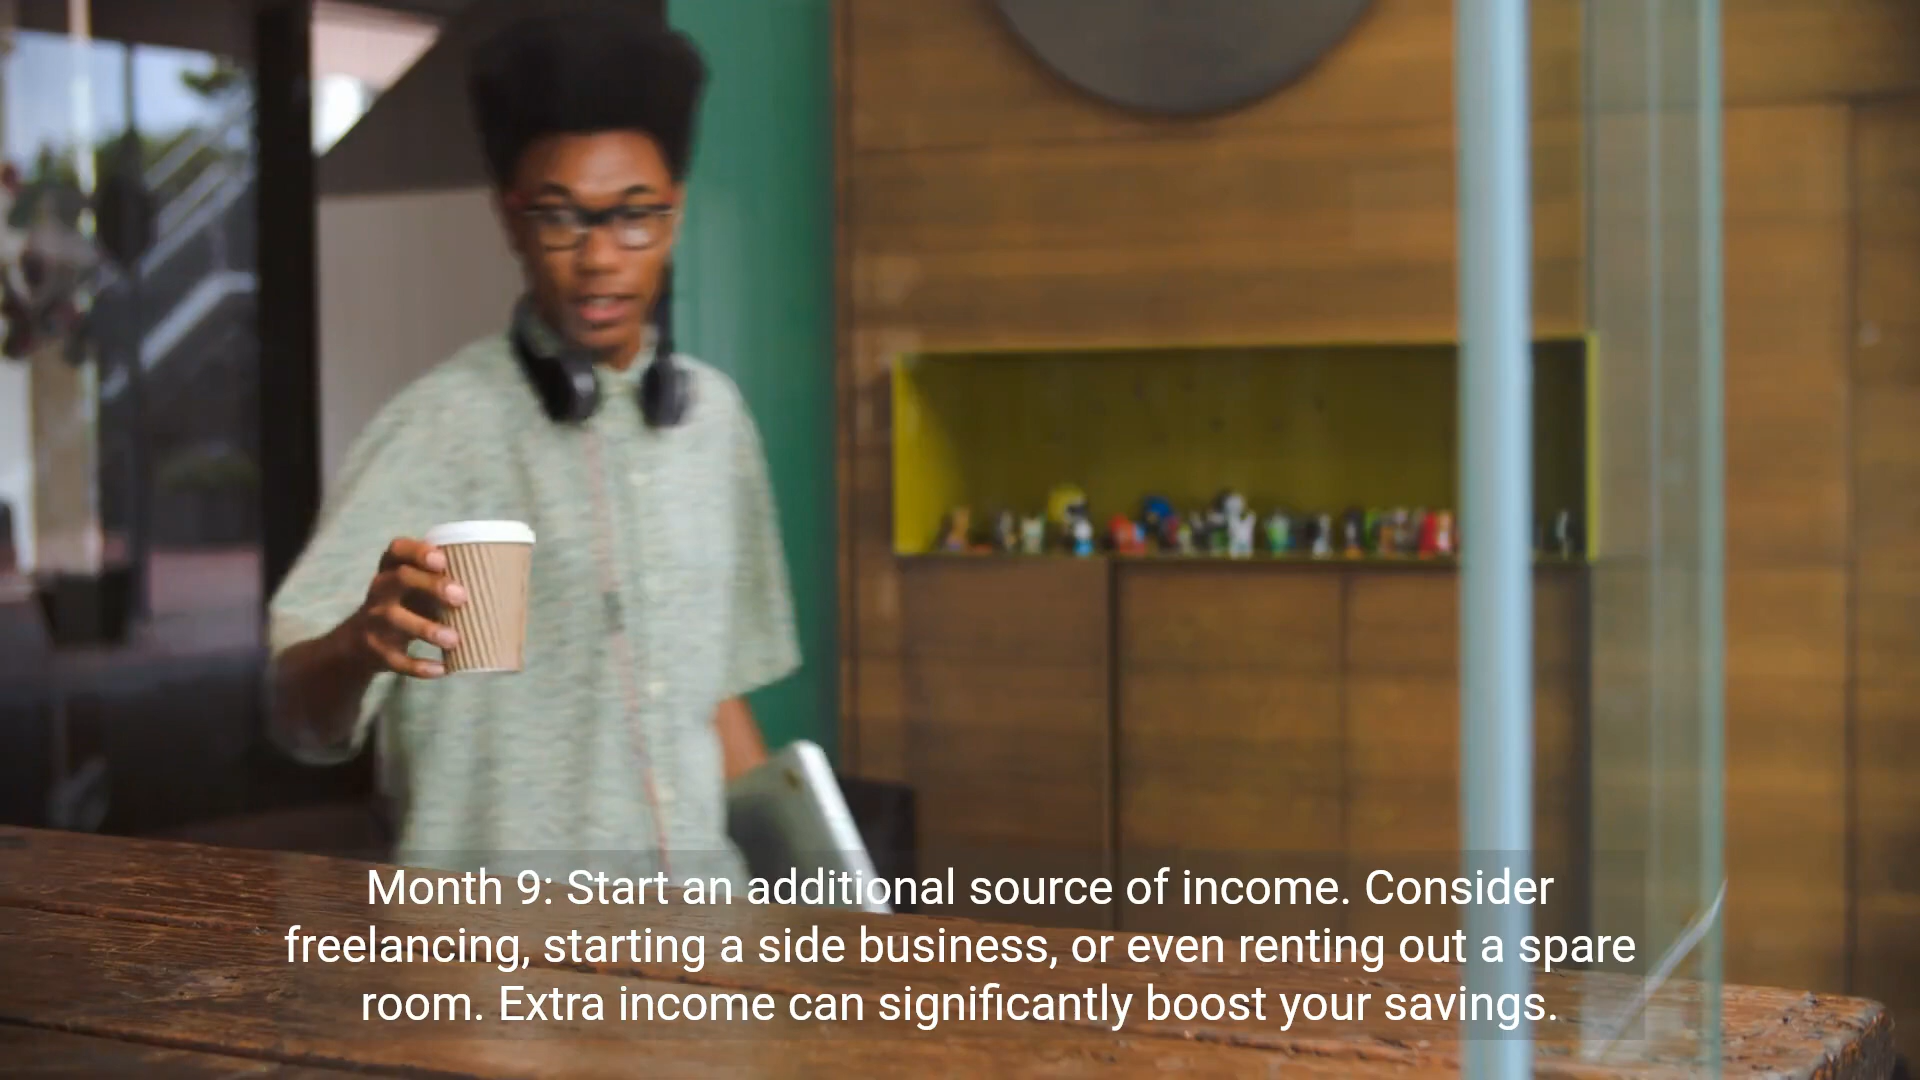 Month 9: Start an additional source of income. Consider
freelancing, starting a side business, or even renting out a spare
room. Extra income can significantly boost your savings.